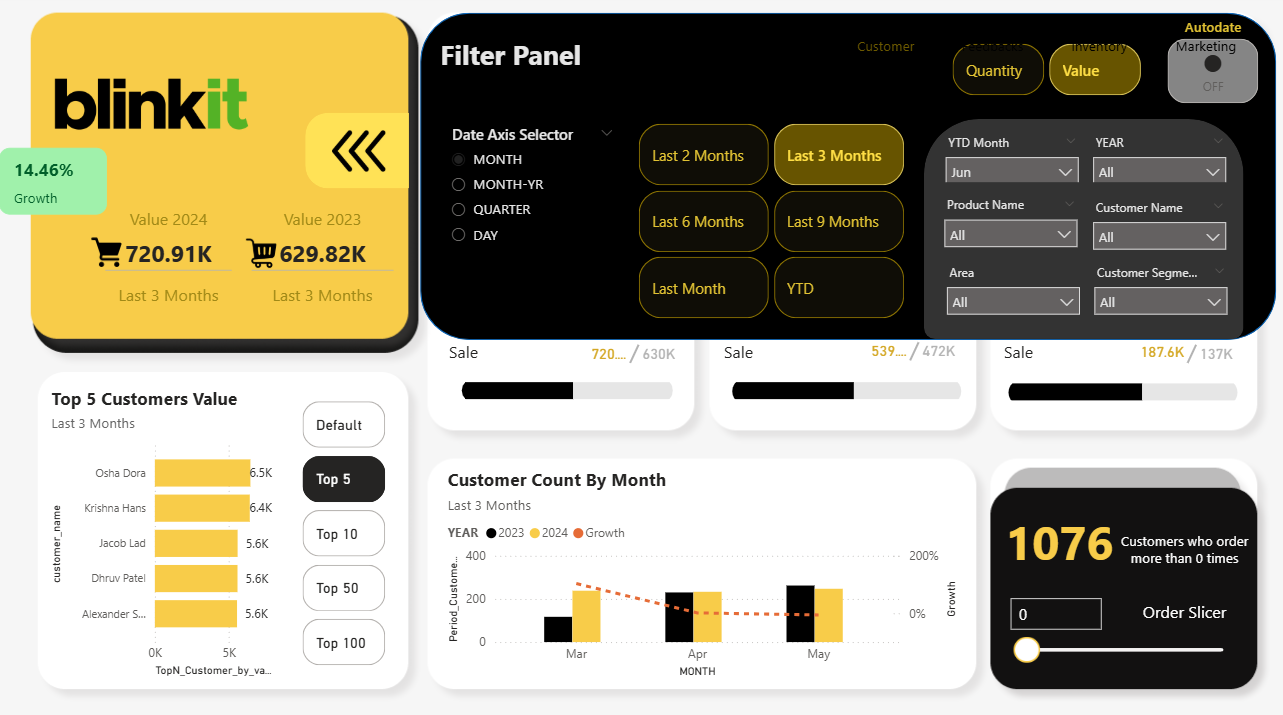 blinkit
14.46%
Growth
Value 2024
Value 2023
720.91K
629.82K
Last 3 Months
Last 3 Months
Filter Panel
Customer
Inventory
Marketing
Autodate
Quantity
Value
OFF
Date Axis Selector
MONTH
MONTH-YR
QUARTER
DAY
Last 2 Months
Last 3 Months
Last 6 Months
Last 9 Months
Last Month
YTD
YTD Month
YEAR
Jun
All
Product Name
Customer Name
All
All
Area
Customer Segme...
All
All
Sale
720.... / 630K
Sale
539.... / 472K
Sale
187.6K / 137K
Top 5 Customers Value
Last 3 Months
customer_name
Osha Dora
6.5K
Krishna Hans
6.4K
Jacob Lad
5.6K
Dhruv Patel
5.6K
Alexander S...
5.6K
0K
5K
TopN_Customer_by_va...
Default
Top 5
Top 10
Top 50
Top 100
Customer Count By Month
Last 3 Months
YEAR 2023 2024 Growth
Period_Custome...
400
200
0
200%
0%
Growth
Mar
Apr
May
MONTH
1076
Customers who order
more than 0 times
0
Order Slicer